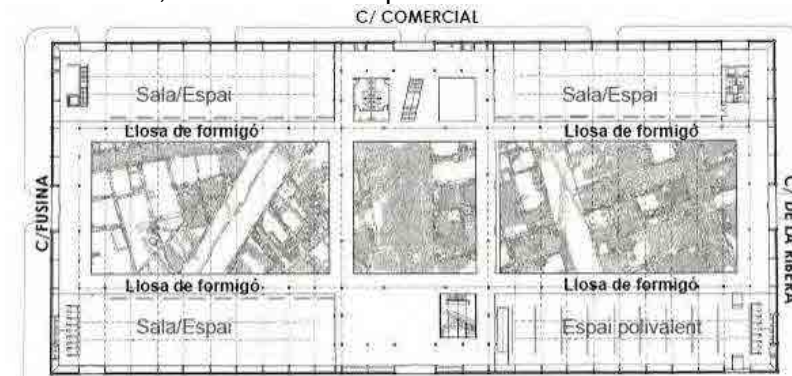 C/ COMERCIAL
Sala/Espai
Sala/Espai
Llosa de formigó
Llosa de formigó
C/FUSINA
C/ DE LA RIBERA
Llosa de formigó
Llosa de formigó
Sala/Espai
Espai polivalent